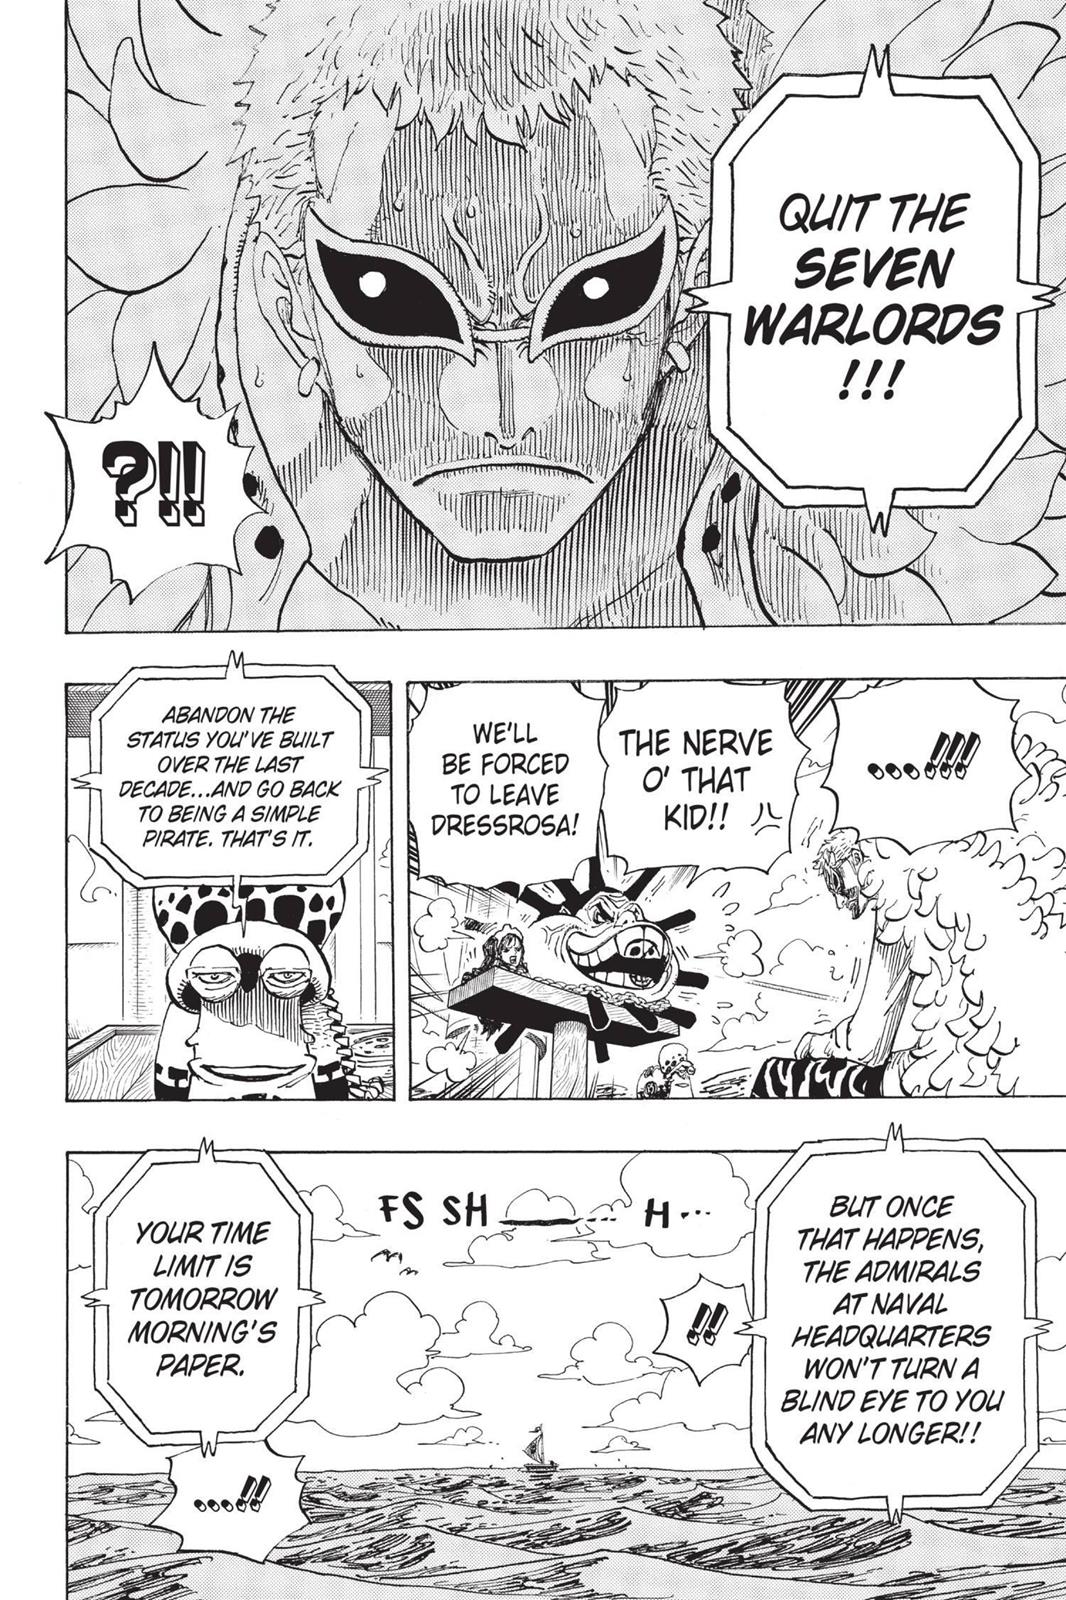 QUIT THE
SEVEN
WARLORDS
!!!
?!!
...!!!
THE NERVE
O' THAT
KID!!
WE'LL
BE FORCED
TO LEAVE
DRESSROSA!
ABANDON THE
STATUS YOU'VE BUILT
OVER THE LAST
DECADE...AND GO BACK
TO BEING A SIMPLE
PIRATE. THAT'S IT.
BUT ONCE
THAT HAPPENS,
THE ADMIRALS
AT NAVAL
HEADQUARTERS
WON'T TURN A
BLIND EYE TO YOU
ANY LONGER!!
!!
FSSH——...H...
YOUR TIME
LIMIT IS
TOMORROW
MORNING'S
PAPER.
...!!